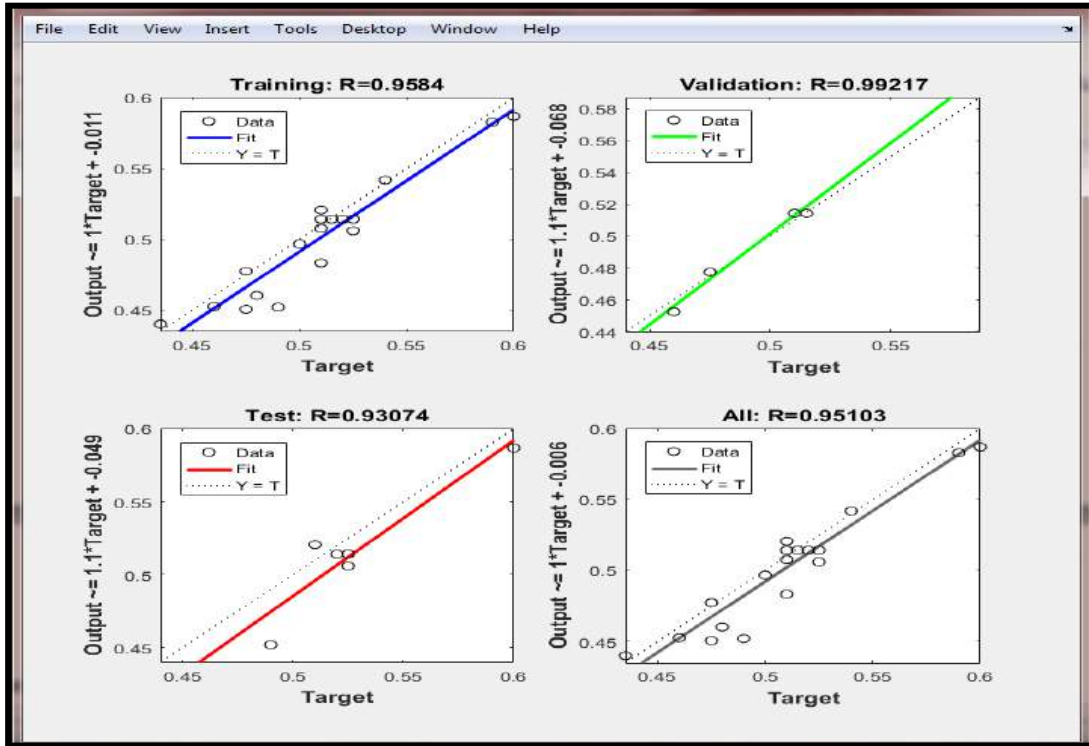 File Edit View Insert Tools Desktop Window Help
Training: R=0.9584
Output ~= 1*Target + -0.011
0.6
0.55
0.5
0.45
Data
Fit
Y = T
0.45 0.5 0.55 0.6
Target
Validation: R=0.99217
Output ~= 1.1*Target + -0.068
0.58
0.56
0.54
0.52
0.5
0.48
0.46
0.44
Data
Fit
Y = T
0.45 0.5 0.55
Target
Test: R=0.93074
Output ~= 1.1*Target + -0.049
0.6
0.55
0.5
0.45
Data
Fit
Y = T
0.45 0.5 0.55 0.6
Target
All: R=0.95103
Output ~= 1*Target + -0.006
0.6
0.55
0.5
0.45
Data
Fit
Y = T
0.45 0.5 0.55 0.6
Target